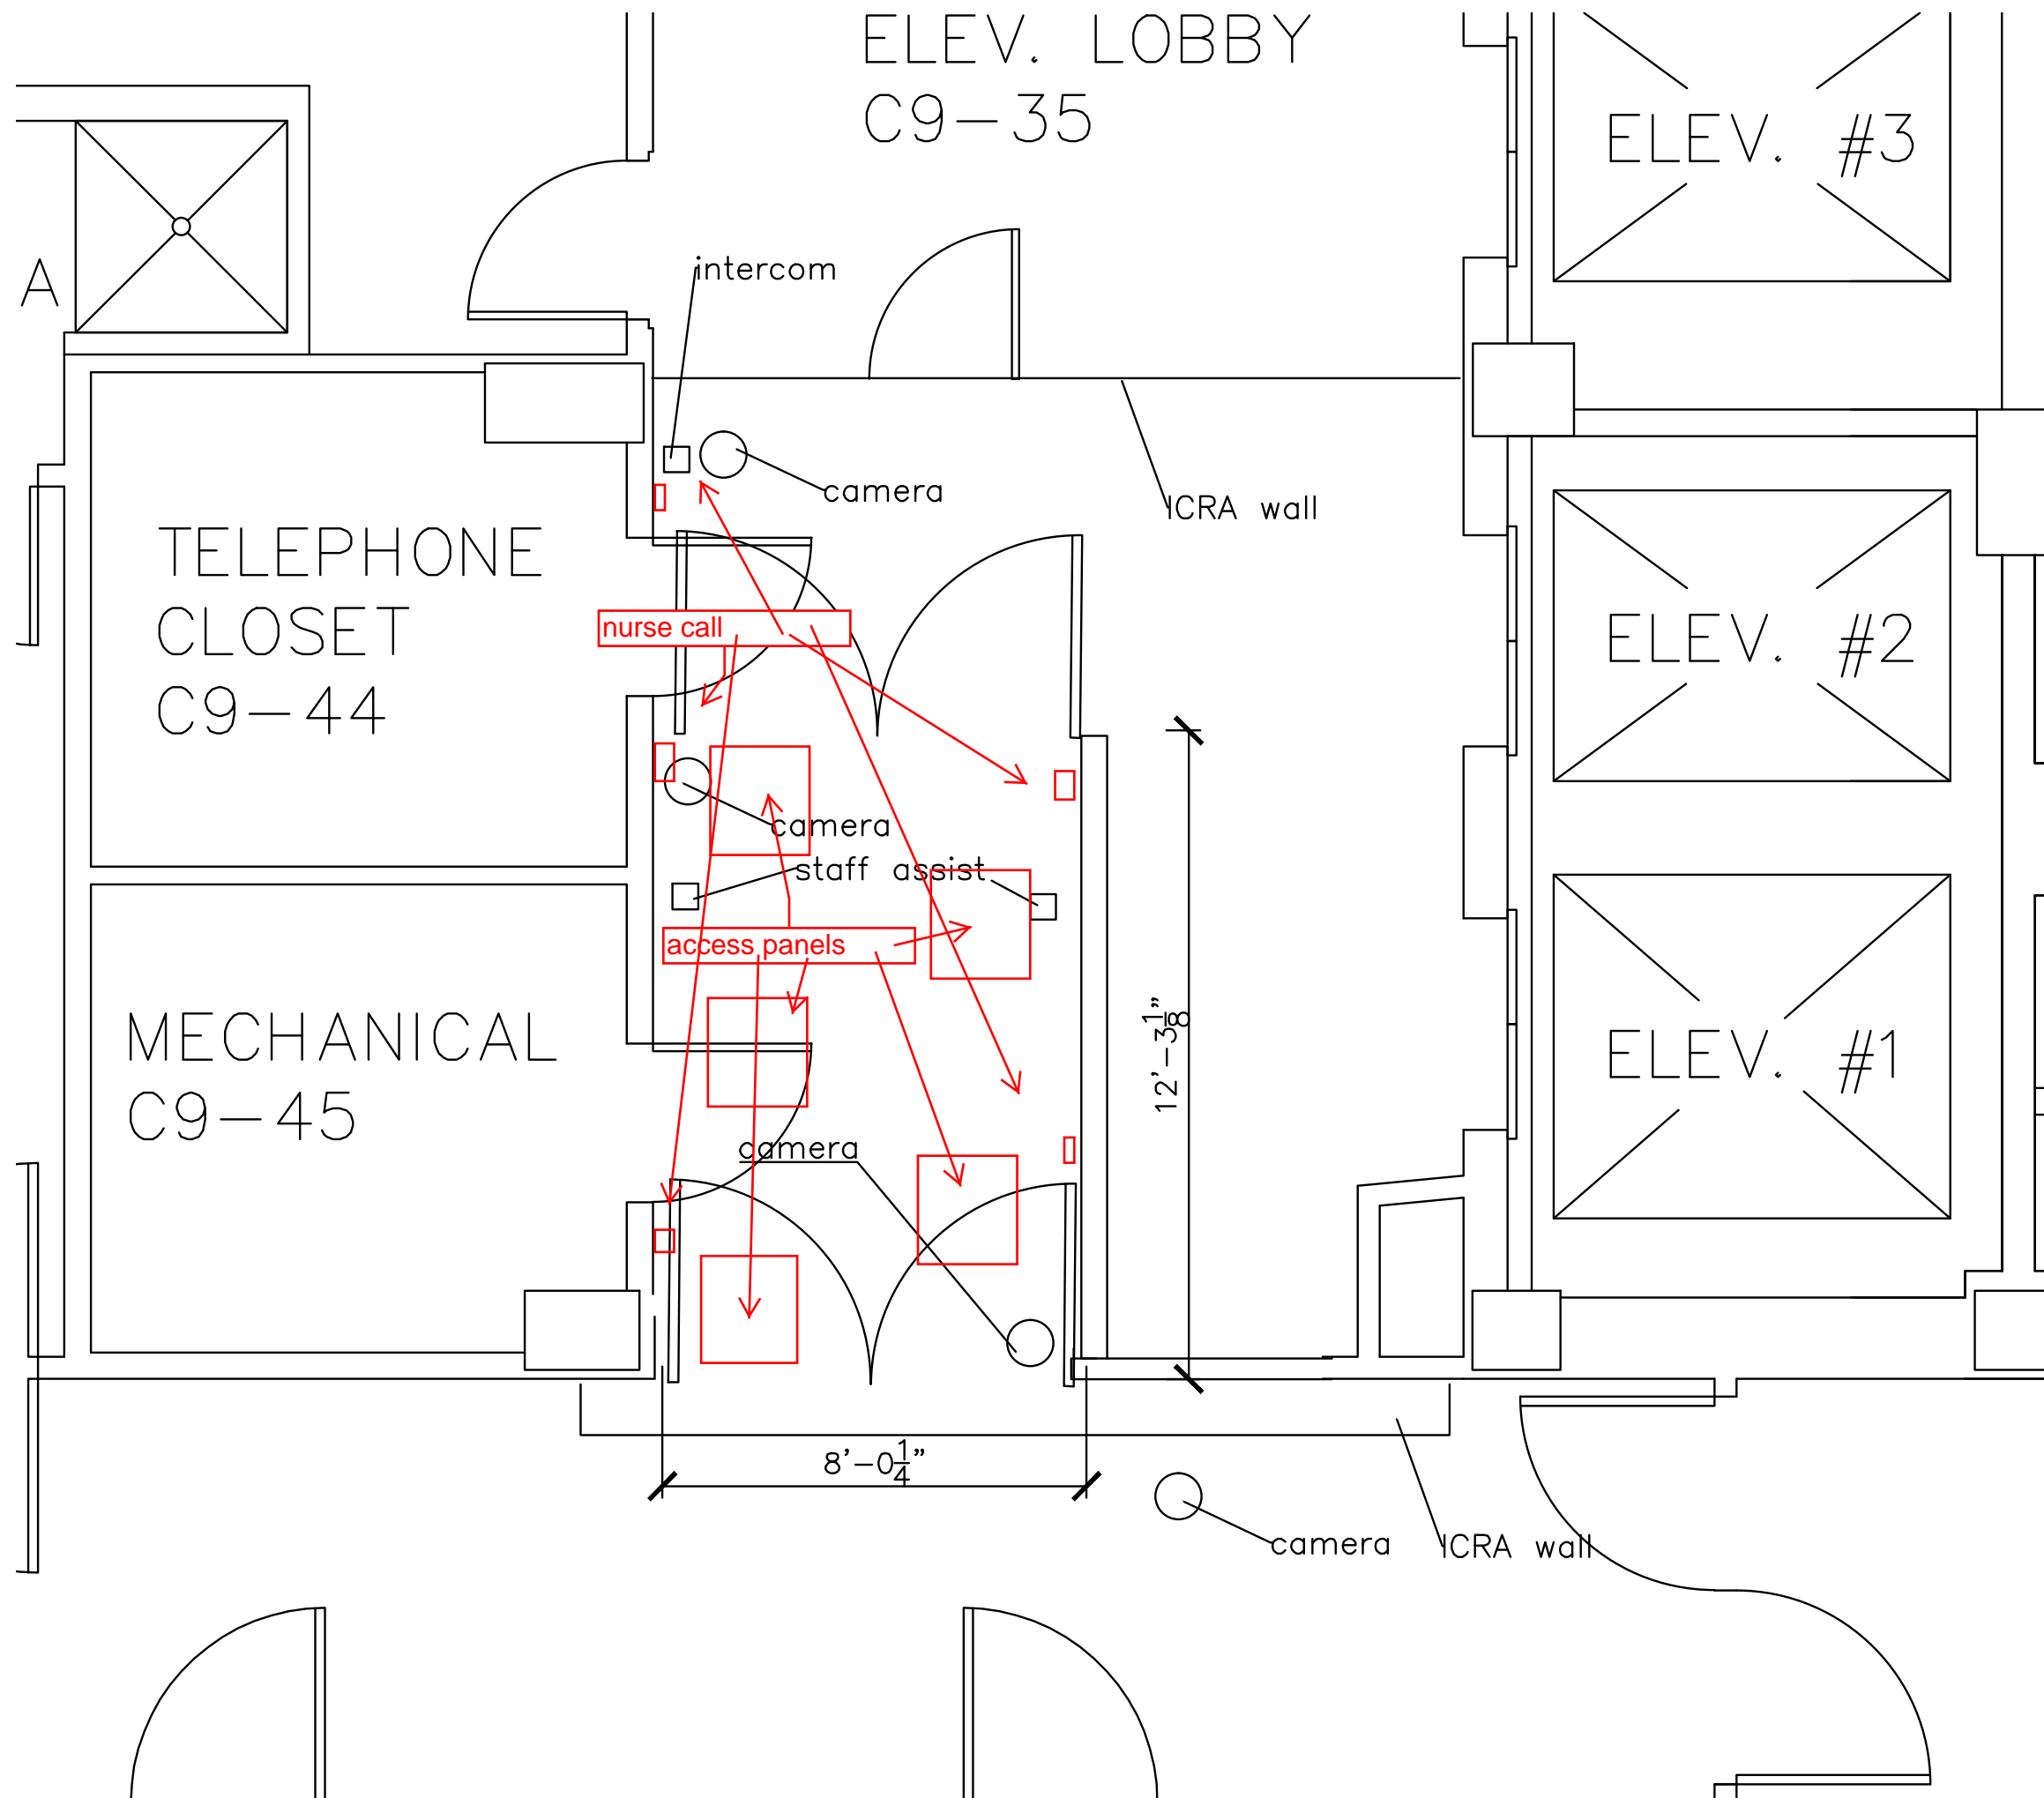 ELEV. LOBBY
C9-35
ELEV. #3
A
intercom
camera
ICRA wall
TELEPHONE
CLOSET
C9-44
nurse call
ELEV. #2
camera
staff assist
access panels
MECHANICAL
C9-45
12'-3 1/8"
ELEV. #1
camera
8'-0 1/4"
camera
ICRA wall